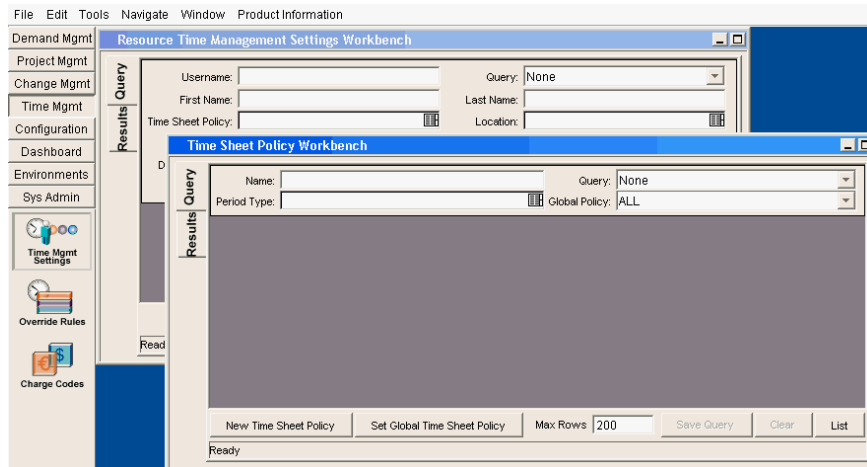 File Edit Tools Navigate Window Product Information
Demand Mgmt
Project Mgmt
Change Mgmt
Time Mgmt
Configuration
Dashboard
Environments
Sys Admin
Time Mgmt
Settings
Override Rules
Charge Codes
Resource Time Management Settings Workbench
Query
Results
Username: Query: None
First Name: Last Name:
Time Sheet Policy: Location:
D
Read
Time Sheet Policy Workbench
Query
Results
Name: Query: None
Period Type: Global Policy: ALL
New Time Sheet Policy Set Global Time Sheet Policy Max Rows 200 Save Query Clear List
Ready